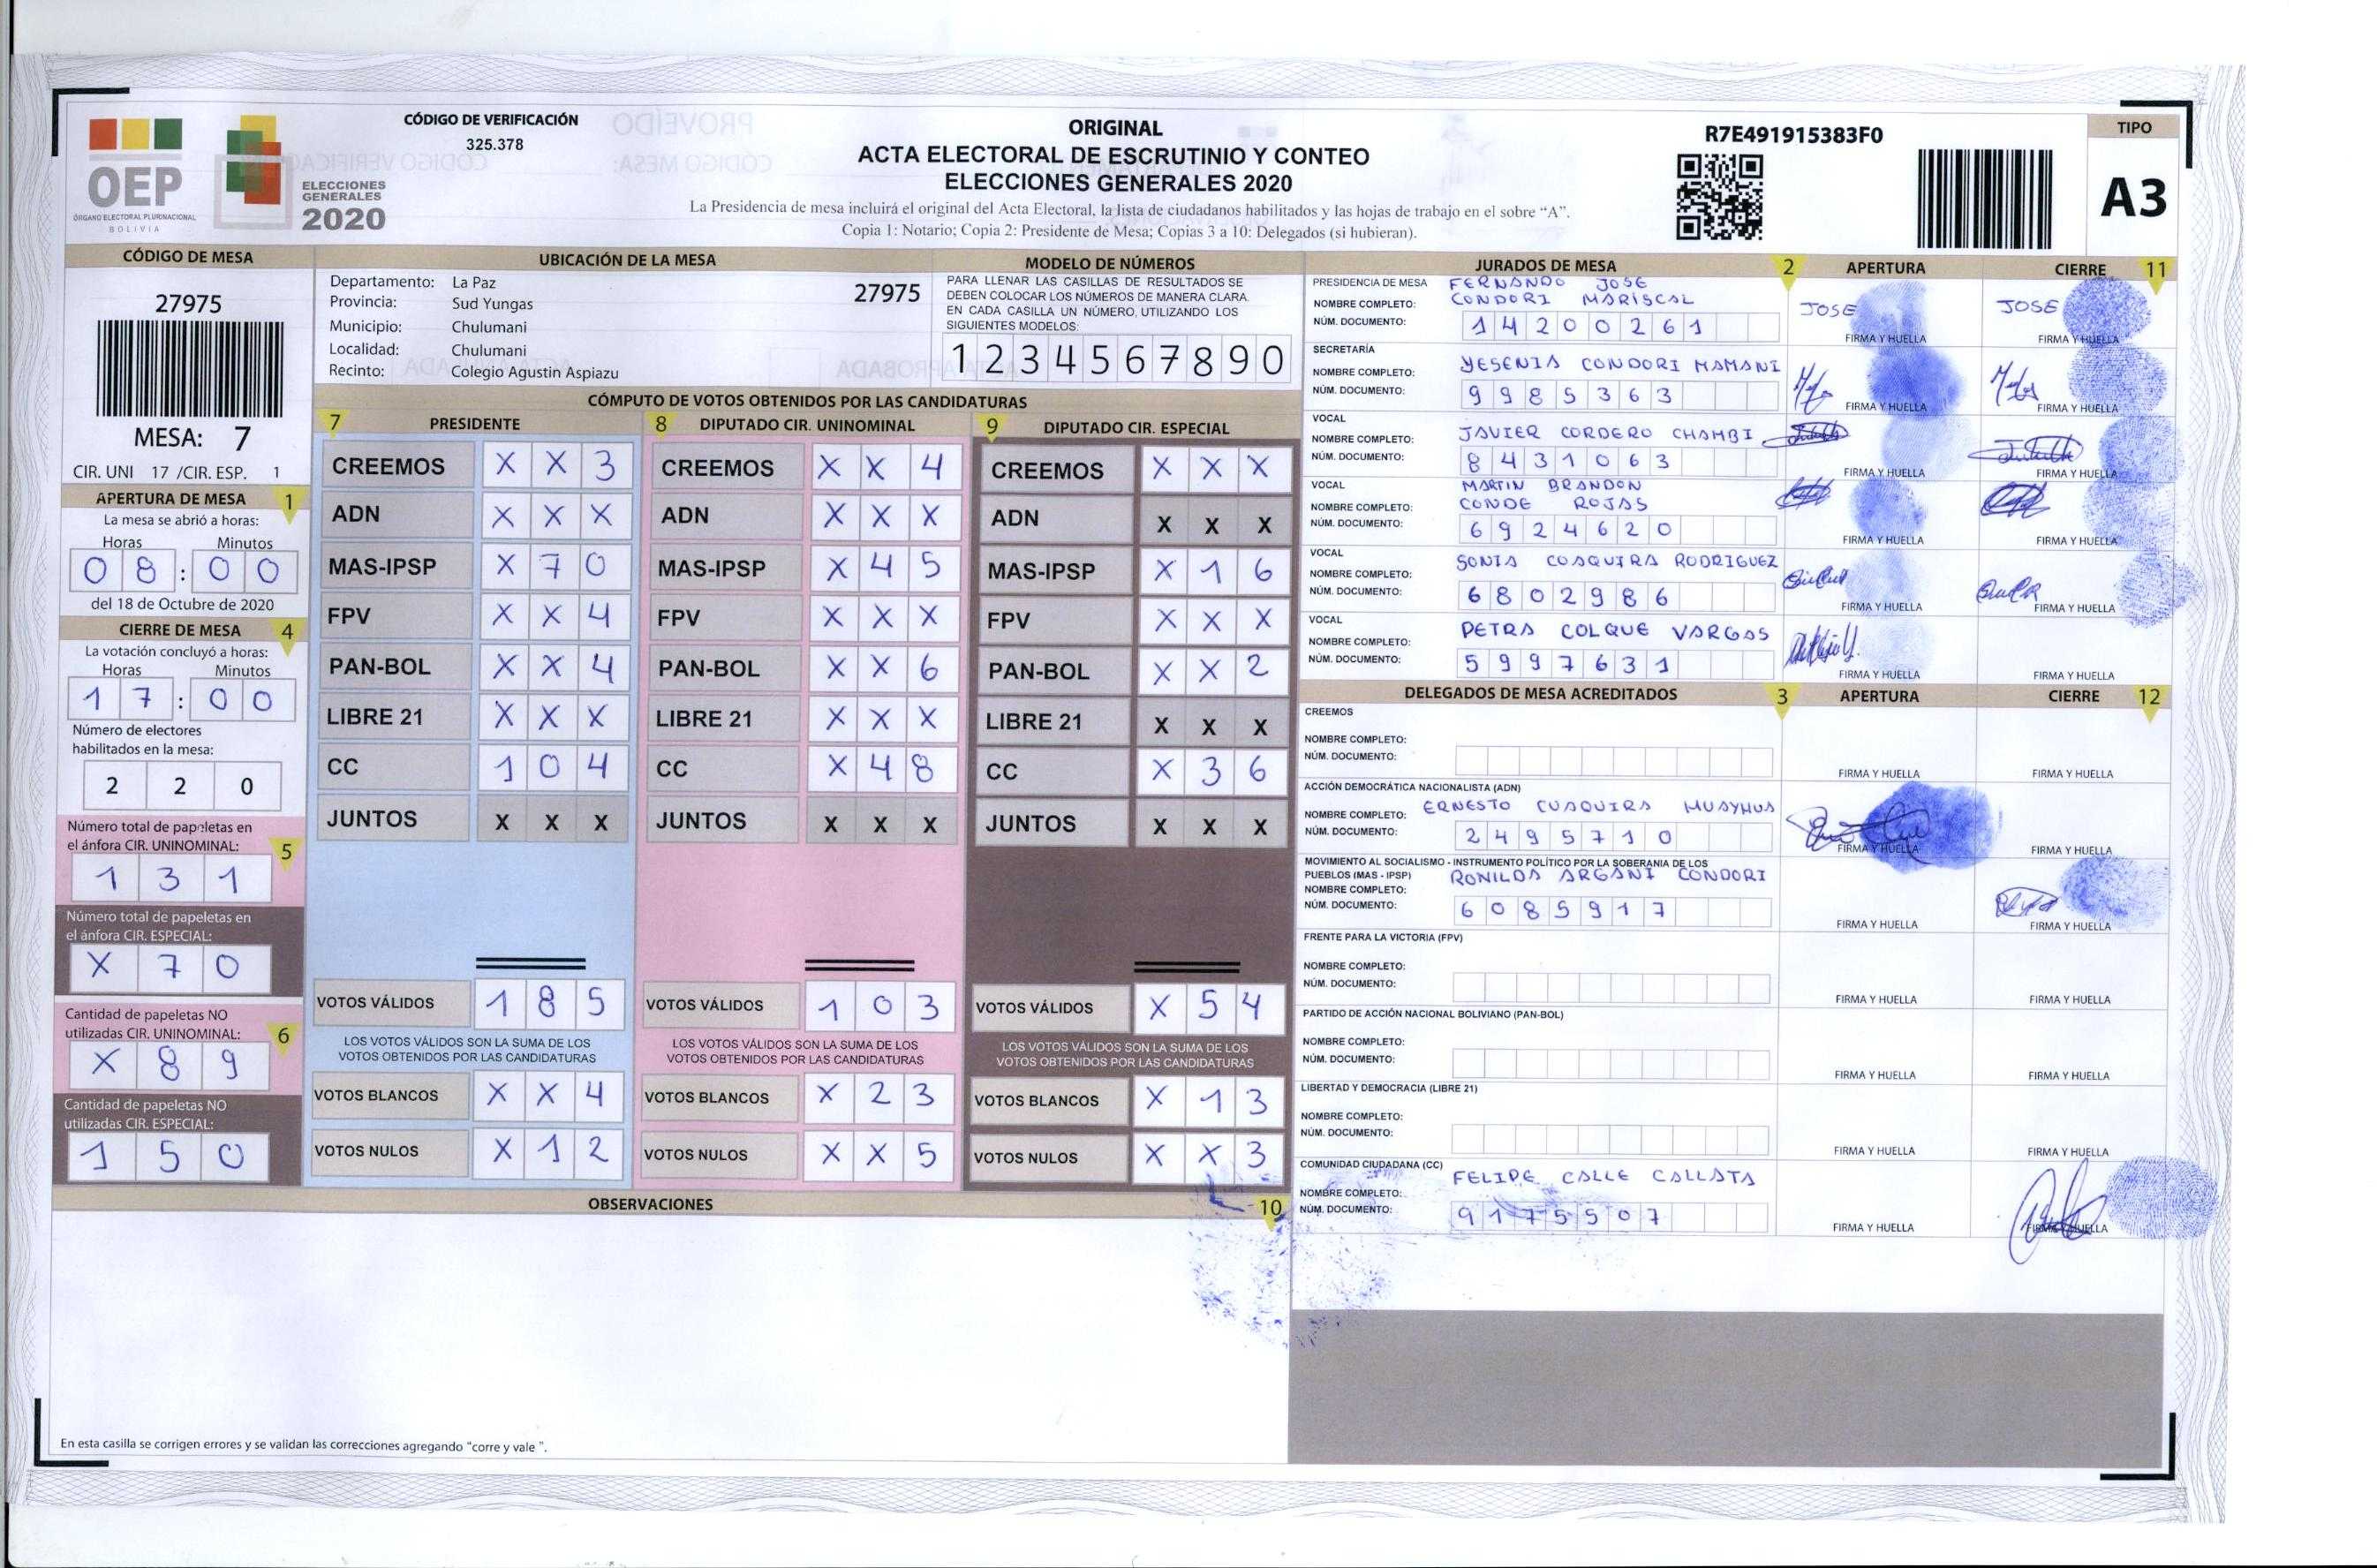 CÓDIGO DE VERIFICACIÓN
325.378
OEP
ÓRGANO ELECTORAL PLURINACIONAL
BOLIVIA
ELECCIONES
GENERALES
2020
ORIGINAL
ACTA ELECTORAL DE ESCRUTINIO Y CONTEO
ELECCIONES GENERALES 2020
La Presidencia de mesa incluirá el original del Acta Electoral, la lista de ciudadanos habilitados y las hojas de trabajo en el sobre “A”.
Copia 1: Notario; Copia 2: Presidente de Mesa; Copias 3 a 10: Delegados (si hubieran).
R7E491915383F0
TIPO
A3
CÓDIGO DE MESA
27975
MESA: 7
CIR. UNI 17 /CIR. ESP. 1
APERTURA DE MESA 1
La mesa se abrió a horas:
Horas Minutos
0 8 : 0 0
del 18 de Octubre de 2020
CIERRE DE MESA 4
La votación concluyó a horas:
Horas Minutos
1 7 : 0 0
Número de electores
habilitados en la mesa:
2 2 0
Número total de papeletas en
el ánfora CIR. UNINOMINAL: 5
1 3 1
Número total de papeletas en
el ánfora CIR. ESPECIAL:
X 7 0
Cantidad de papeletas NO
utilizadas CIR. UNINOMINAL: 6
X 8 9
Cantidad de papeletas NO
utilizadas CIR. ESPECIAL:
1 5 0
UBICACIÓN DE LA MESA
Departamento: La Paz
27975
Provincia: Sud Yungas
Municipio: Chulumani
Localidad: Chulumani
Recinto: Colegio Agustin Aspiazu
MODELO DE NÚMEROS
PARA LLENAR LAS CASILLAS DE RESULTADOS SE
DEBEN COLOCAR LOS NÚMEROS DE MANERA CLARA.
EN CADA CASILLA UN NÚMERO, UTILIZANDO LOS
SIGUIENTES MODELOS:
1 2 3 4 5 6 7 8 9 0
CÓMPUTO DE VOTOS OBTENIDOS POR LAS CANDIDATURAS
7 PRESIDENTE
CREEMOS X X 3
ADN X X X
MAS-IPSP X 7 0
FPV X X 4
PAN-BOL X X 4
LIBRE 21 X X X
CC 1 0 4
JUNTOS X X X
VOTOS VÁLIDOS 1 8 5
LOS VOTOS VÁLIDOS SON LA SUMA DE LOS
VOTOS OBTENIDOS POR LAS CANDIDATURAS
VOTOS BLANCOS X X 4
VOTOS NULOS X 1 2
8 DIPUTADO CIR. UNINOMINAL
CREEMOS X X 4
ADN X X X
MAS-IPSP X 4 5
FPV X X X
PAN-BOL X X 6
LIBRE 21 X X X
CC X 4 8
JUNTOS X X X
VOTOS VÁLIDOS 1 0 3
LOS VOTOS VÁLIDOS SON LA SUMA DE LOS
VOTOS OBTENIDOS POR LAS CANDIDATURAS
VOTOS BLANCOS X 2 3
VOTOS NULOS X X 5
9 DIPUTADO CIR. ESPECIAL
CREEMOS X X X
ADN X X X
MAS-IPSP X 1 6
FPV X X X
PAN-BOL X X 2
LIBRE 21 X X X
CC X 3 6
JUNTOS X X X
VOTOS VÁLIDOS X 5 4
LOS VOTOS VÁLIDOS SON LA SUMA DE LOS
VOTOS OBTENIDOS POR LAS CANDIDATURAS
VOTOS BLANCOS X 1 3
VOTOS NULOS X X 3
OBSERVACIONES 10
En esta casilla se corrigen errores y se validan las correcciones agregando “corre y vale ”.
JURADOS DE MESA 2 APERTURA CIERRE 11
PRESIDENCIA DE MESA FERNANDO JOSE
NOMBRE COMPLETO: CONDORI MARISCAL JOSE JOSE
NÚM. DOCUMENTO: 1 4 2 0 0 2 6 1
FIRMA Y HUELLA FIRMA Y HUELLA
SECRETARÍA
NOMBRE COMPLETO: YESENIA CONDORI MAMANI
NÚM. DOCUMENTO: 9 9 8 5 3 6 3
FIRMA Y HUELLA FIRMA Y HUELLA
VOCAL
NOMBRE COMPLETO: JAVIER CORDERO CHAMBI
NÚM. DOCUMENTO: 8 4 3 1 0 6 3
FIRMA Y HUELLA FIRMA Y HUELLA
VOCAL MARTIN BRANDON
NOMBRE COMPLETO: CONDE ROJAS
NÚM. DOCUMENTO: 6 9 2 4 6 2 0
FIRMA Y HUELLA FIRMA Y HUELLA
VOCAL
NOMBRE COMPLETO: SONIA COAQUIRA RODRIGUEZ
NÚM. DOCUMENTO: 6 8 0 2 9 8 6
FIRMA Y HUELLA FIRMA Y HUELLA
VOCAL
NOMBRE COMPLETO: PETRA COLQUE VARGAS
NÚM. DOCUMENTO: 5 9 9 7 6 3 1
FIRMA Y HUELLA FIRMA Y HUELLA
DELEGADOS DE MESA ACREDITADOS 3 APERTURA CIERRE 12
CREEMOS
NOMBRE COMPLETO:
NÚM. DOCUMENTO:
FIRMA Y HUELLA FIRMA Y HUELLA
ACCIÓN DEMOCRÁTICA NACIONALISTA (ADN)
NOMBRE COMPLETO: ERNESTO CUAQUIRA
NÚM. DOCUMENTO: 2 4 9 5 7 1 0
FIRMA Y HUELLA FIRMA Y HUELLA
MOVIMIENTO AL SOCIALISMO - INSTRUMENTO POLÍTICO POR LA SOBERANIA DE LOS
PUEBLOS (MAS - IPSP) RONILDA ARGANI CONDORI
NOMBRE COMPLETO:
NÚM. DOCUMENTO: 6 0 8 5 9 1 7
FIRMA Y HUELLA FIRMA Y HUELLA
FRENTE PARA LA VICTORIA (FPV)
NOMBRE COMPLETO:
NÚM. DOCUMENTO:
FIRMA Y HUELLA FIRMA Y HUELLA
PARTIDO DE ACCIÓN NACIONAL BOLIVIANO (PAN-BOL)
NOMBRE COMPLETO:
NÚM. DOCUMENTO:
FIRMA Y HUELLA FIRMA Y HUELLA
LIBERTAD Y DEMOCRACIA (LIBRE 21)
NOMBRE COMPLETO:
NÚM. DOCUMENTO:
FIRMA Y HUELLA FIRMA Y HUELLA
COMUNIDAD CIUDADANA (CC) FELIPE CALLE CALLATA
NOMBRE COMPLETO:
NÚM. DOCUMENTO: 9 1 7 5 5 0 7
FIRMA Y HUELLA FIRMA Y HUELLA